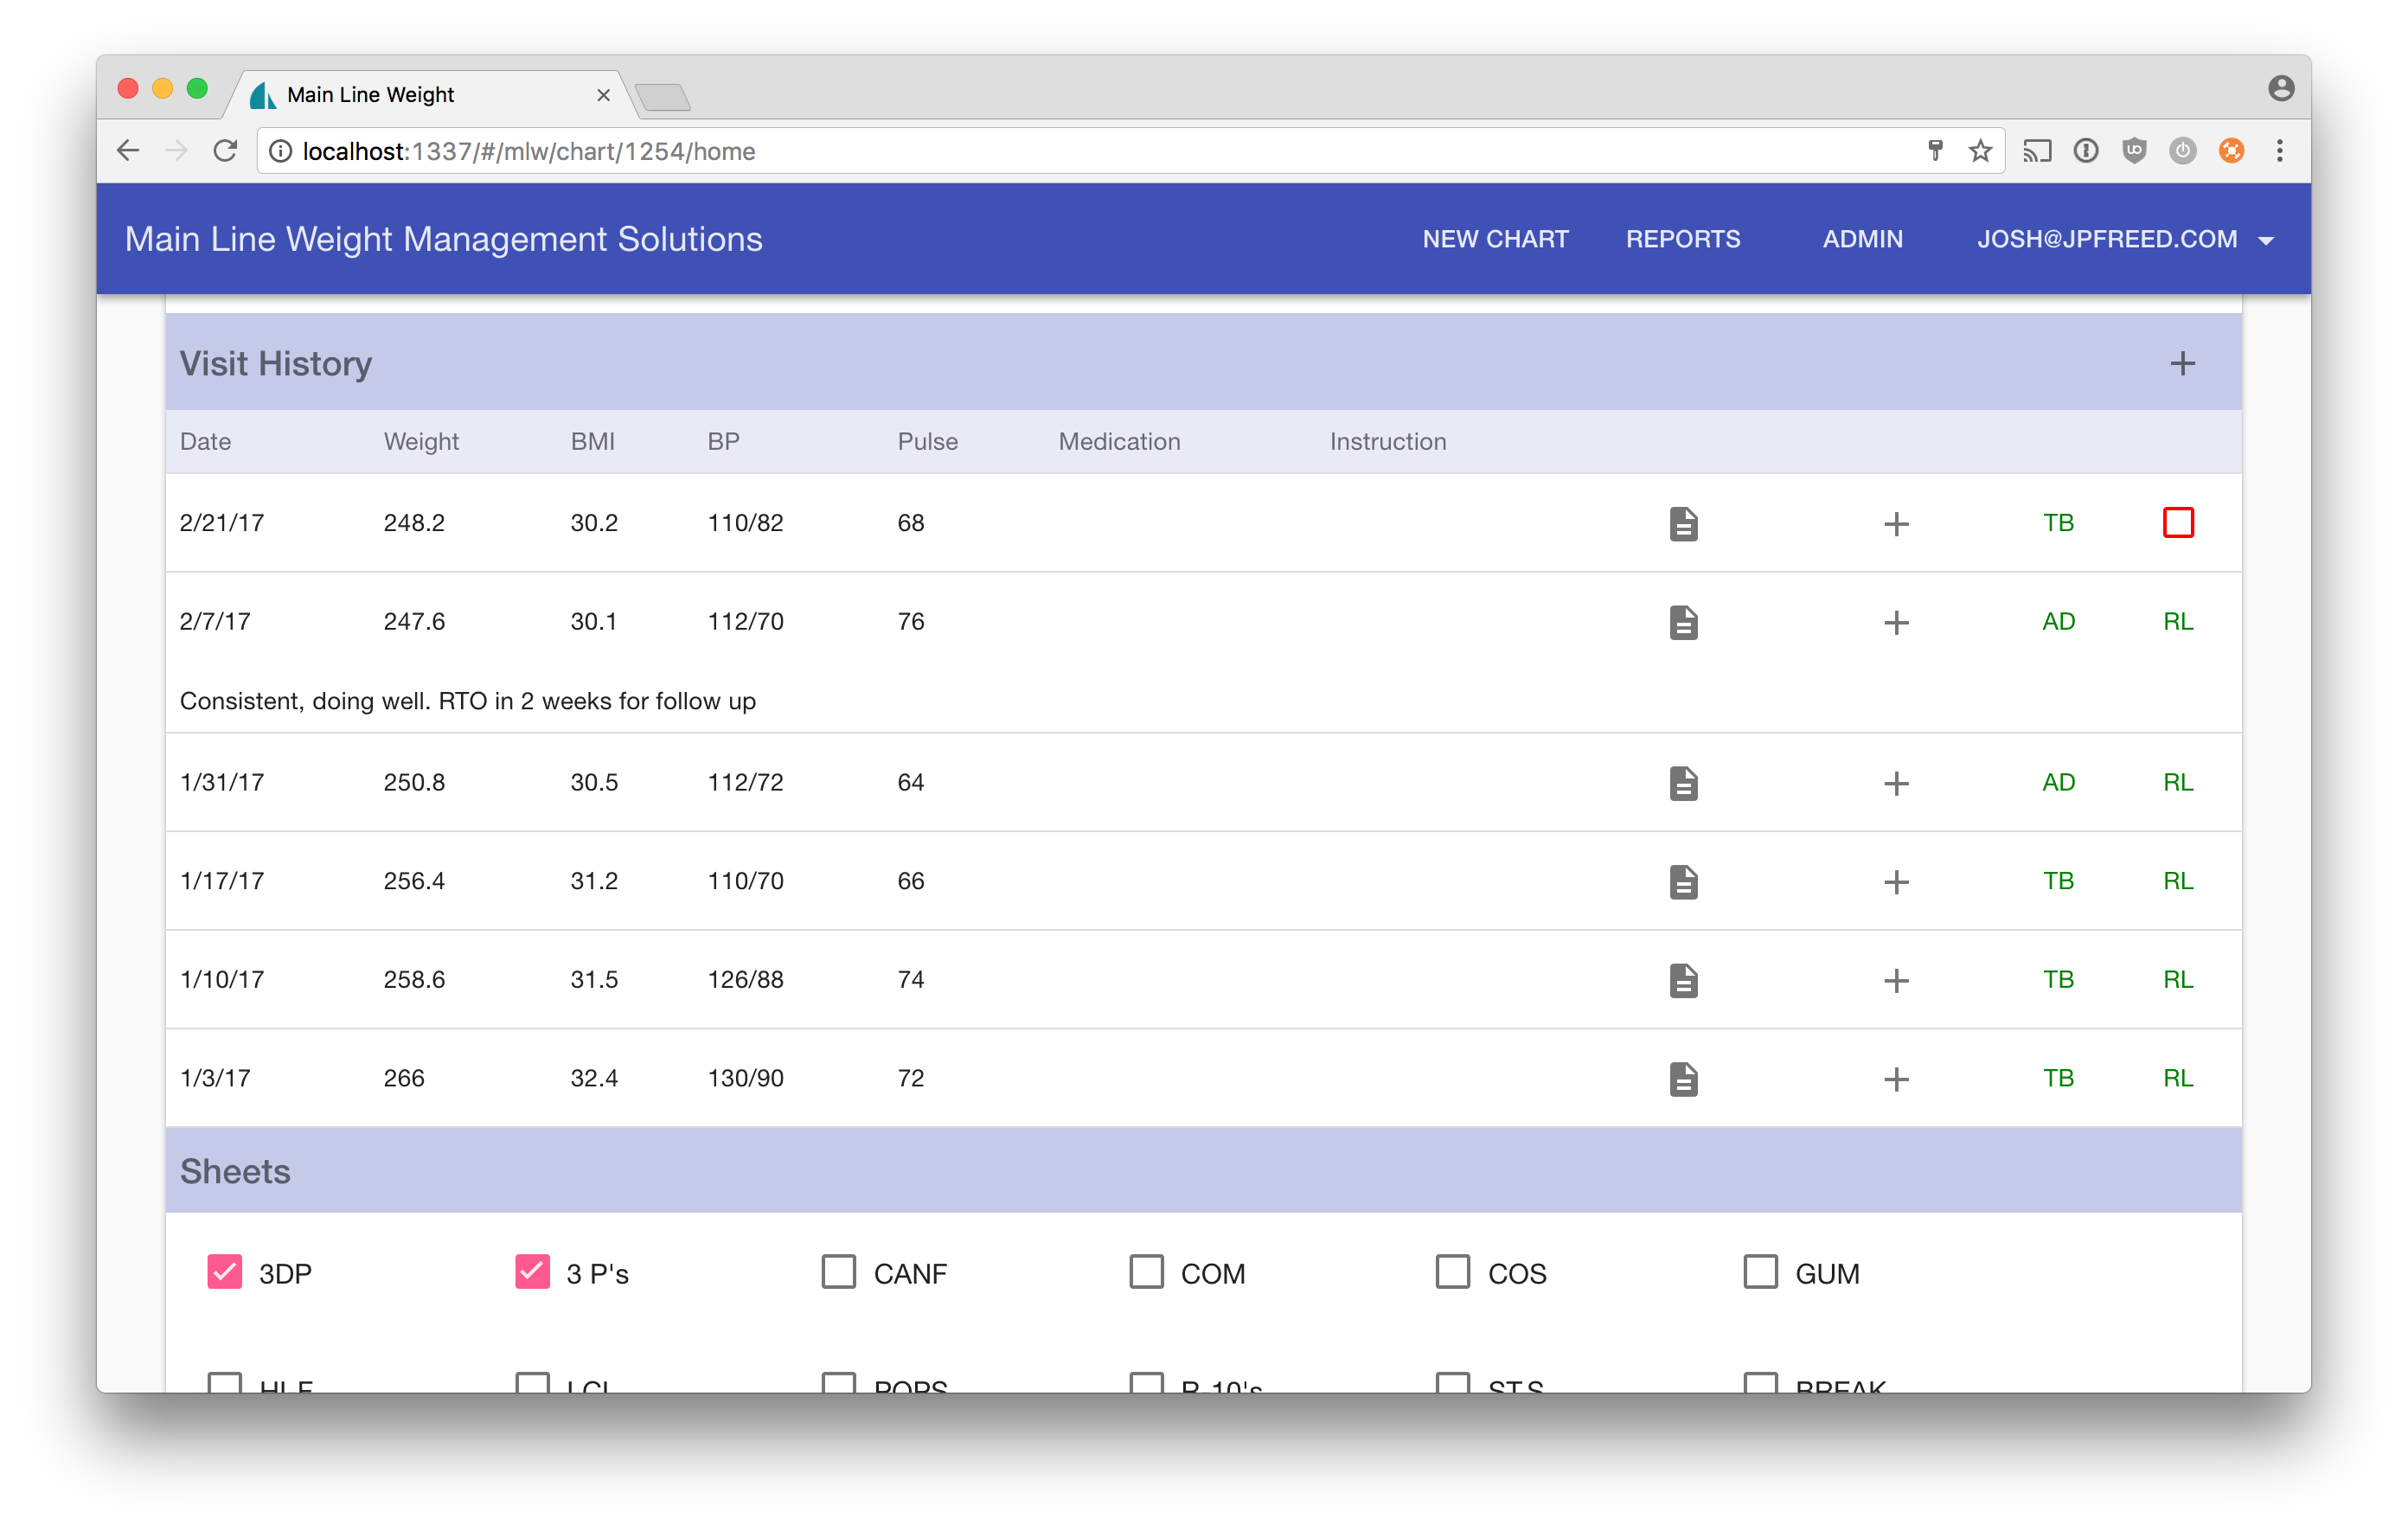 Main Line Weight
localhost:1337/#/mlw/chart/1254/home
Main Line Weight Management Solutions NEW CHART REPORTS ADMIN JOSH@JPFREED.COM
Visit History
Date Weight BMI BP Pulse Medication Instruction
2/21/17 248.2 30.2 110/82 68 TB
2/7/17 247.6 30.1 112/70 76 AD RL
Consistent, doing well. RTO in 2 weeks for follow up
1/31/17 250.8 30.5 112/72 64 AD RL
1/17/17 256.4 31.2 110/70 66 TB RL
1/10/17 258.6 31.5 126/88 74 TB RL
1/3/17 266 32.4 130/90 72 TB RL
Sheets
3DP 3 P's CANF COM COS GUM
POPS R-10's BREAK